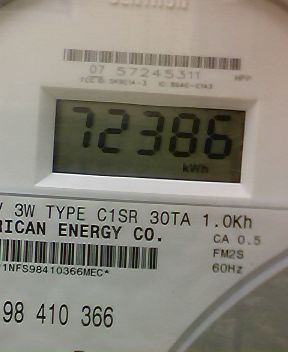 07 57245311
72386
kWh
3W TYPE C1SR 30TA 1.0Kh
RICAN ENERGY CO.
CA 0.5
FM2S
60Hz
1NFS98410366MEC*
98 410 366